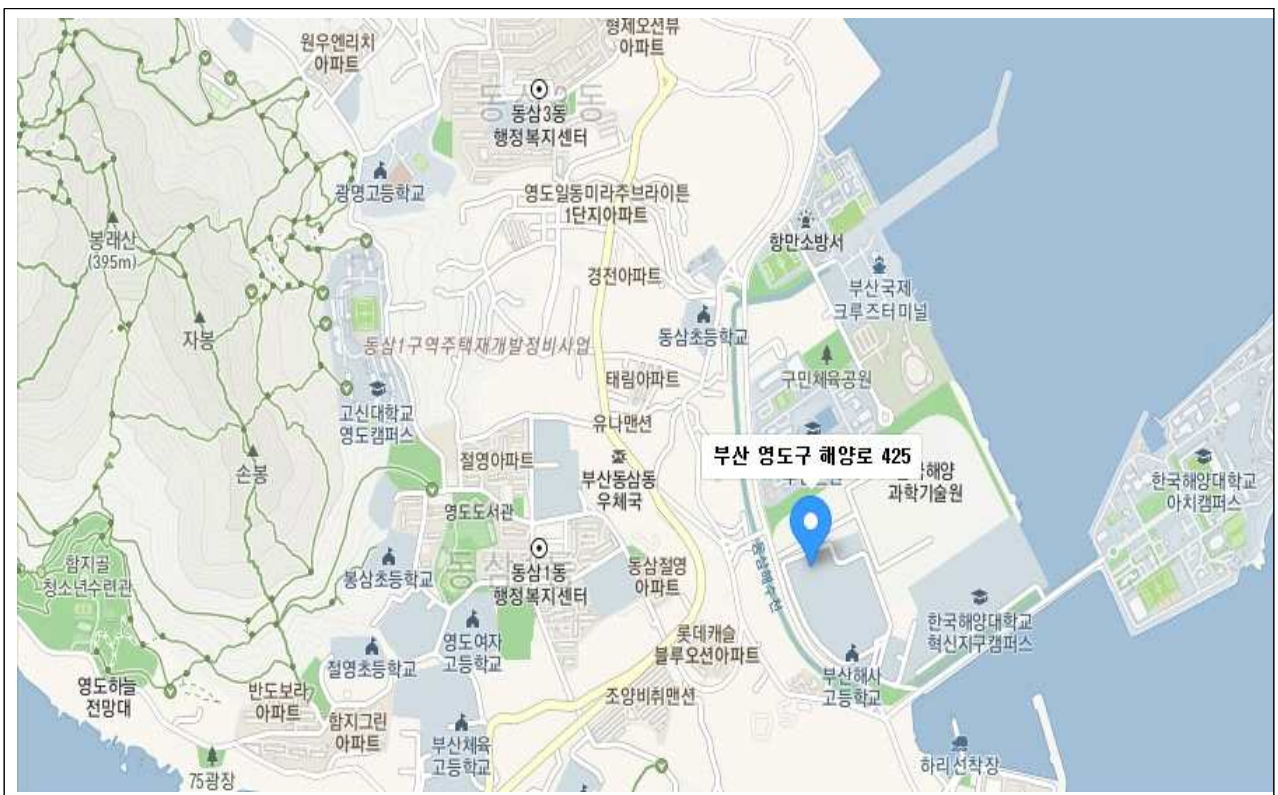 원우엔리치
아파트
형제오션뷰
아파트
동삼3동
행정복지센터
광명고등학교
영도일동미라주브라이튼
1단지아파트
항만소방서
봉래산
(395m)
경전아파트
부산국제
크루즈터미널
자봉
동삼1구역주택재개발정비사업
동삼초등학교
태림아파트
구민체육공원
고신대학교
영도캠퍼스
유나맨션
손봉
절영아파트
부산동삼동
우체국
부산 영도구 해양로 425
해양
과학기술원
한국해양대학교
아치캠퍼스
영도도서관
함지골
청소년수련관
봉삼초등학교
동삼1동
행정복지센터
동삼절영
아파트
동삼해수천
한국해양대학교
혁신지구캠퍼스
영도여자
고등학교
절영초등학교
롯데캐슬
블루오션아파트
부산해사
고등학교
영도하늘
전망대
반도보라
아파트
조양비취맨션
함지그린
아파트
부산체육
고등학교
75광장
하리선착장